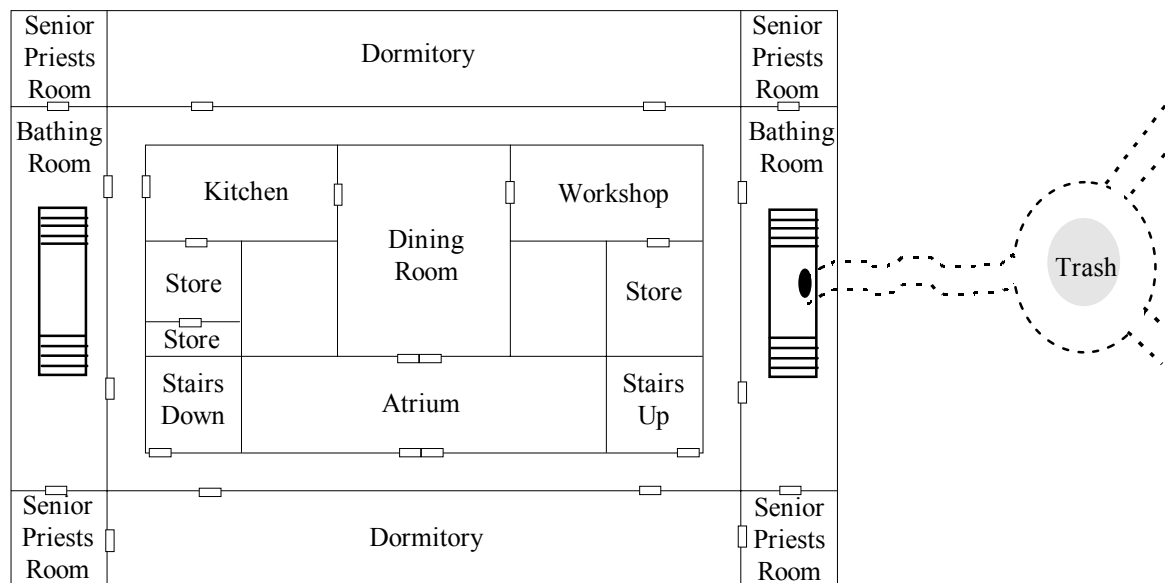 Senior
Priests
Room
Dormitory
Senior
Priests
Room
Bathing
Room
Bathing
Room
Kitchen
Workshop
Dining
Room
Store
Store
Trash
Store
Stairs
Down
Atrium
Stairs
Up
Senior
Priests
Room
Dormitory
Senior
Priests
Room